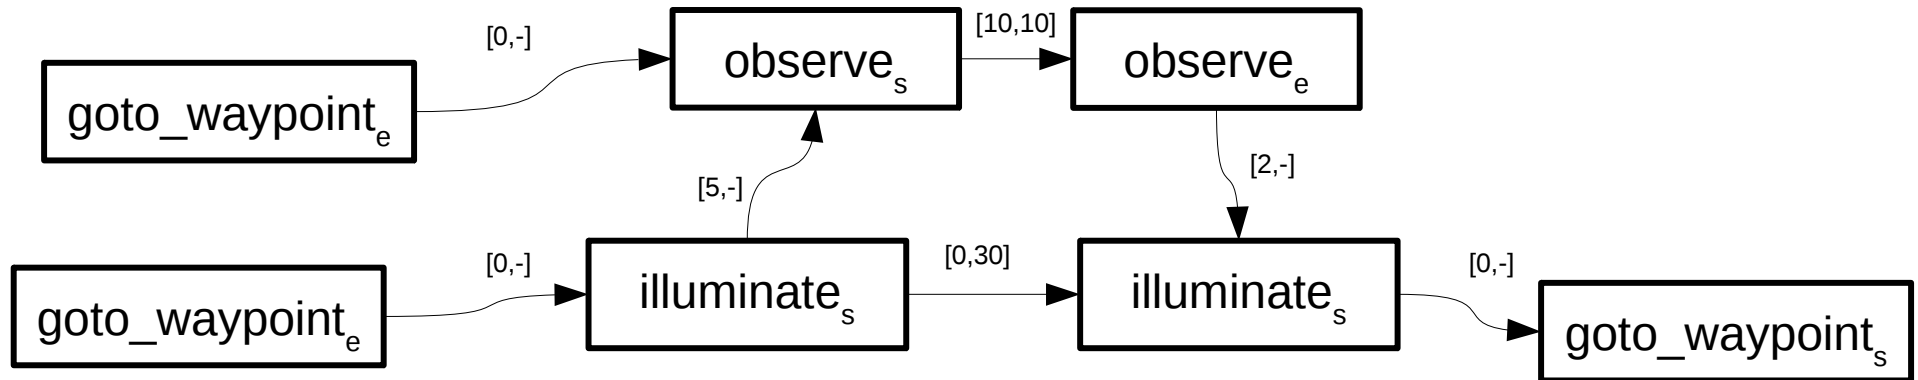 [0,-]
[10,10]
observe_s
observe_e
goto_waypoint_e
[5,-]
[2,-]
[0,-]
[0,30]
[0,-]
illuminate_s
illuminate_s
goto_waypoint_e
goto_waypoint_s